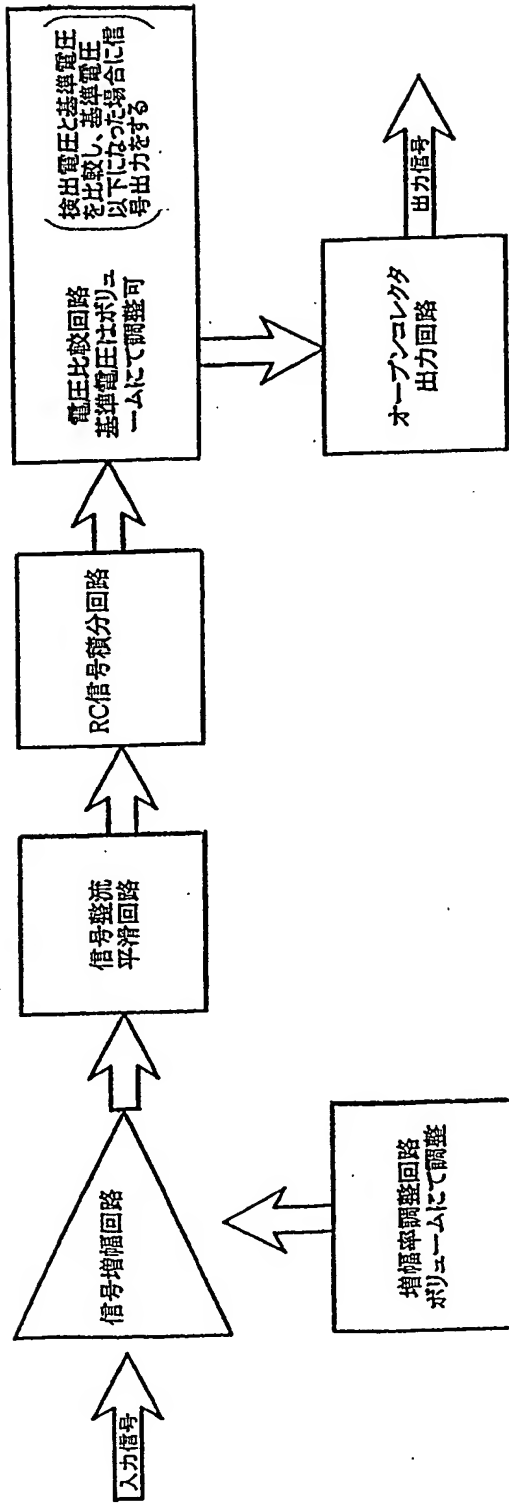 入力信号
信号増幅回路
増幅率調整回路
ボリュームにて調整
信号整流
平滑回路
RC信号積分回路
電圧比較回路
基準電圧はボリュ
ームにて調整可
検出電圧と基準電圧
を比較し、基準電圧
以下になった場合に信
号出力をする
オープンコレクタ
出力回路
出力信号